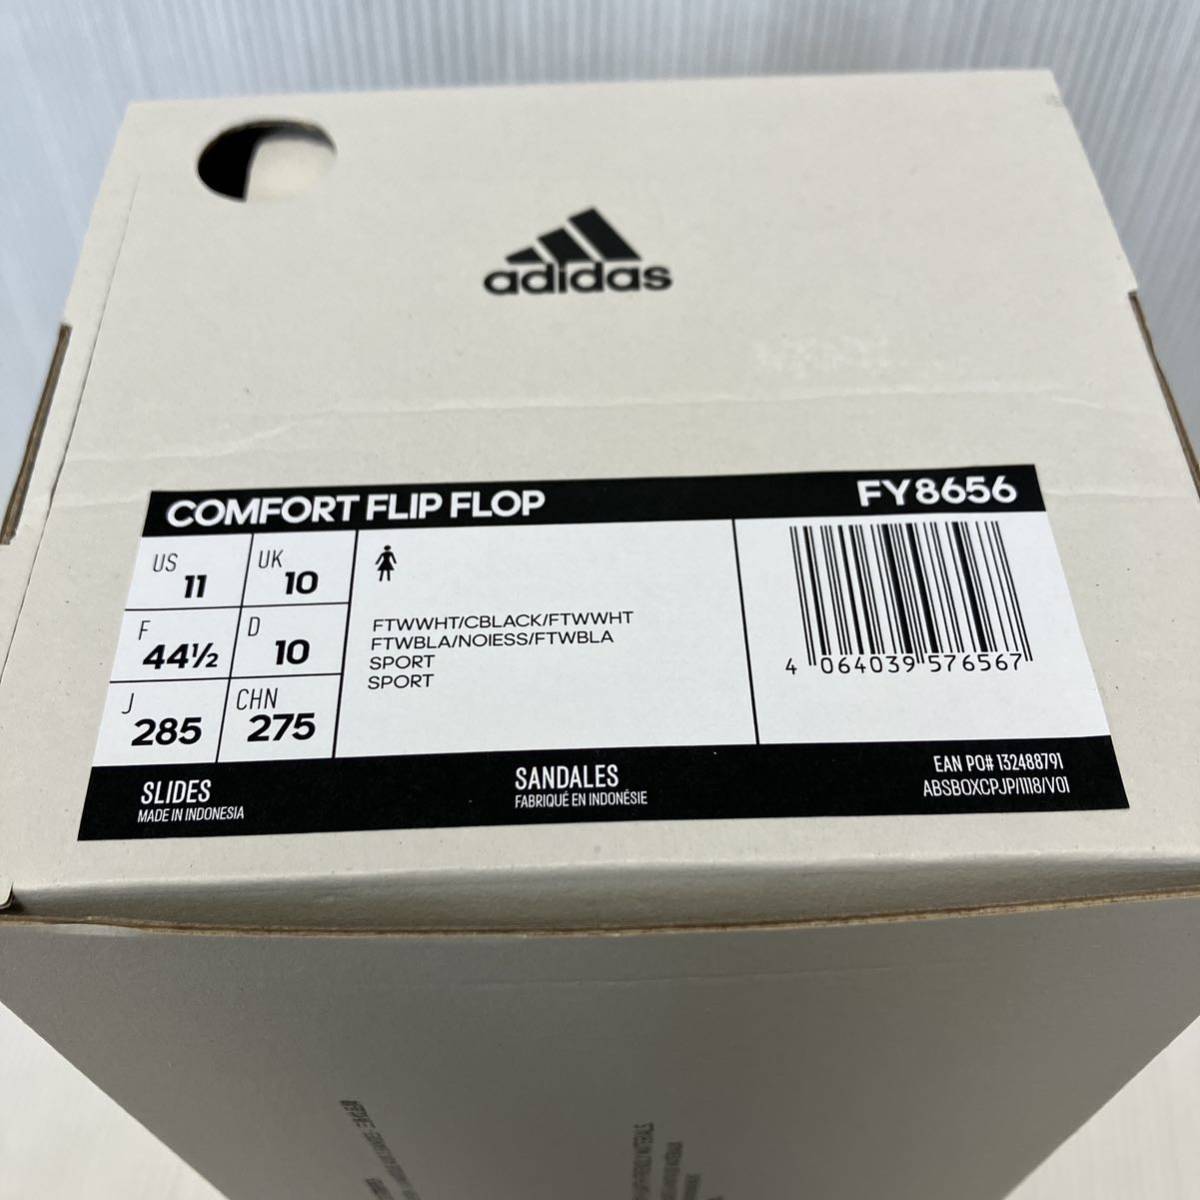 adidas
COMFORT FLIP FLOP FY8656
US 11 UK 10
F 44½ D 10
J 285 CHN 275
FTWWHT/CBLACK/FTWWHT
FTWBLA/NOIESS/FTWBLA
SPORT
SPORT
4 064039 576567
SLIDES
MADE IN INDONESIA
SANDALES
FABRIQUÉ EN INDONÉSIE
EAN PO# 132488791
ABSBOXCPJP/1118/V01